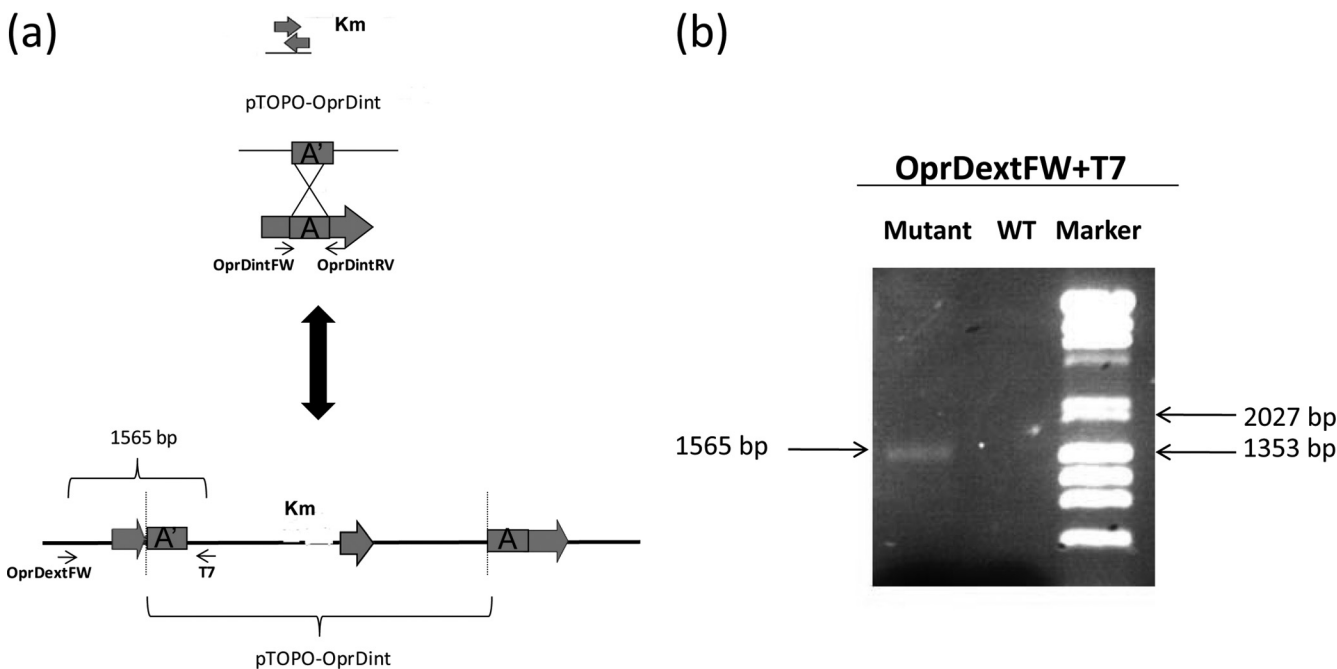 (a)
Km
pTOPO-OprDint
A'
A
OprDintFW
OprDintRV
1565 bp
Km
A'
A
OprDextFW
T7
pTOPO-OprDint
(b)
OprDextFW+T7
Mutant WT Marker
2027 bp
1565 bp
1353 bp